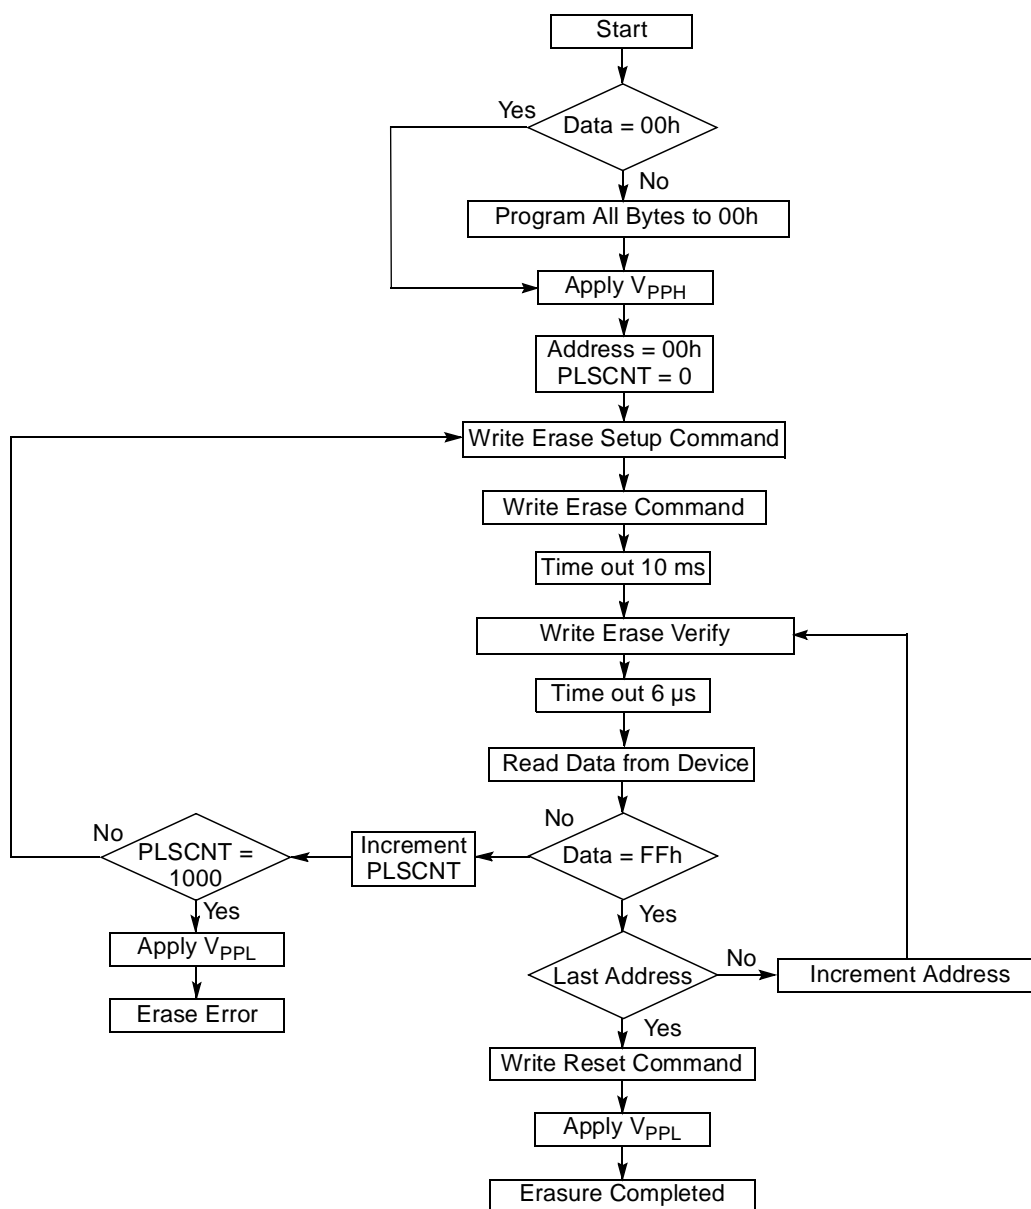 Start
Yes
Data = 00h
No
Program All Bytes to 00h
Apply VPPH
Address = 00h
PLSCNT = 0
Write Erase Setup Command
Write Erase Command
Time out 10 ms
Write Erase Verify
Time out 6 µs
Read Data from Device
No
Data = FFh
Increment
PLSCNT
No
PLSCNT =
1000
Yes
Apply VPPL
Erase Error
Yes
Last Address
No
Increment Address
Yes
Write Reset Command
Apply VPPL
Erasure Completed